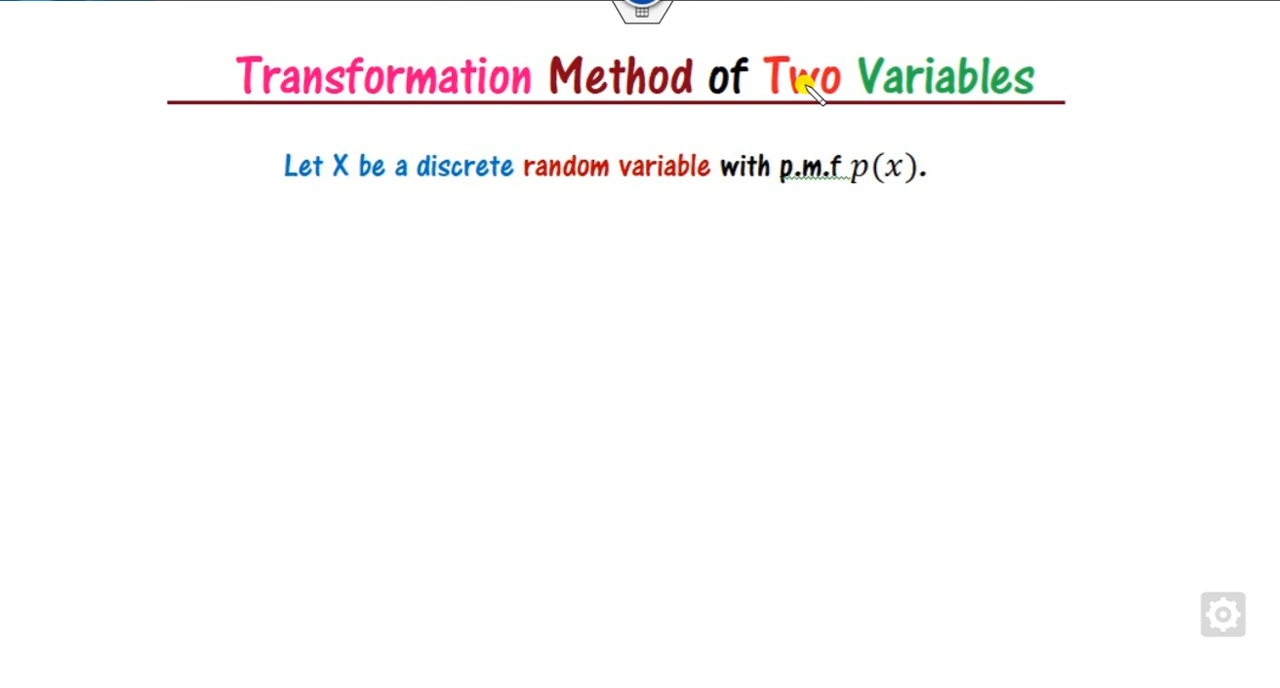 Transformation Method of Two Variables
Let X be a discrete random variable with p.m.f p(x).